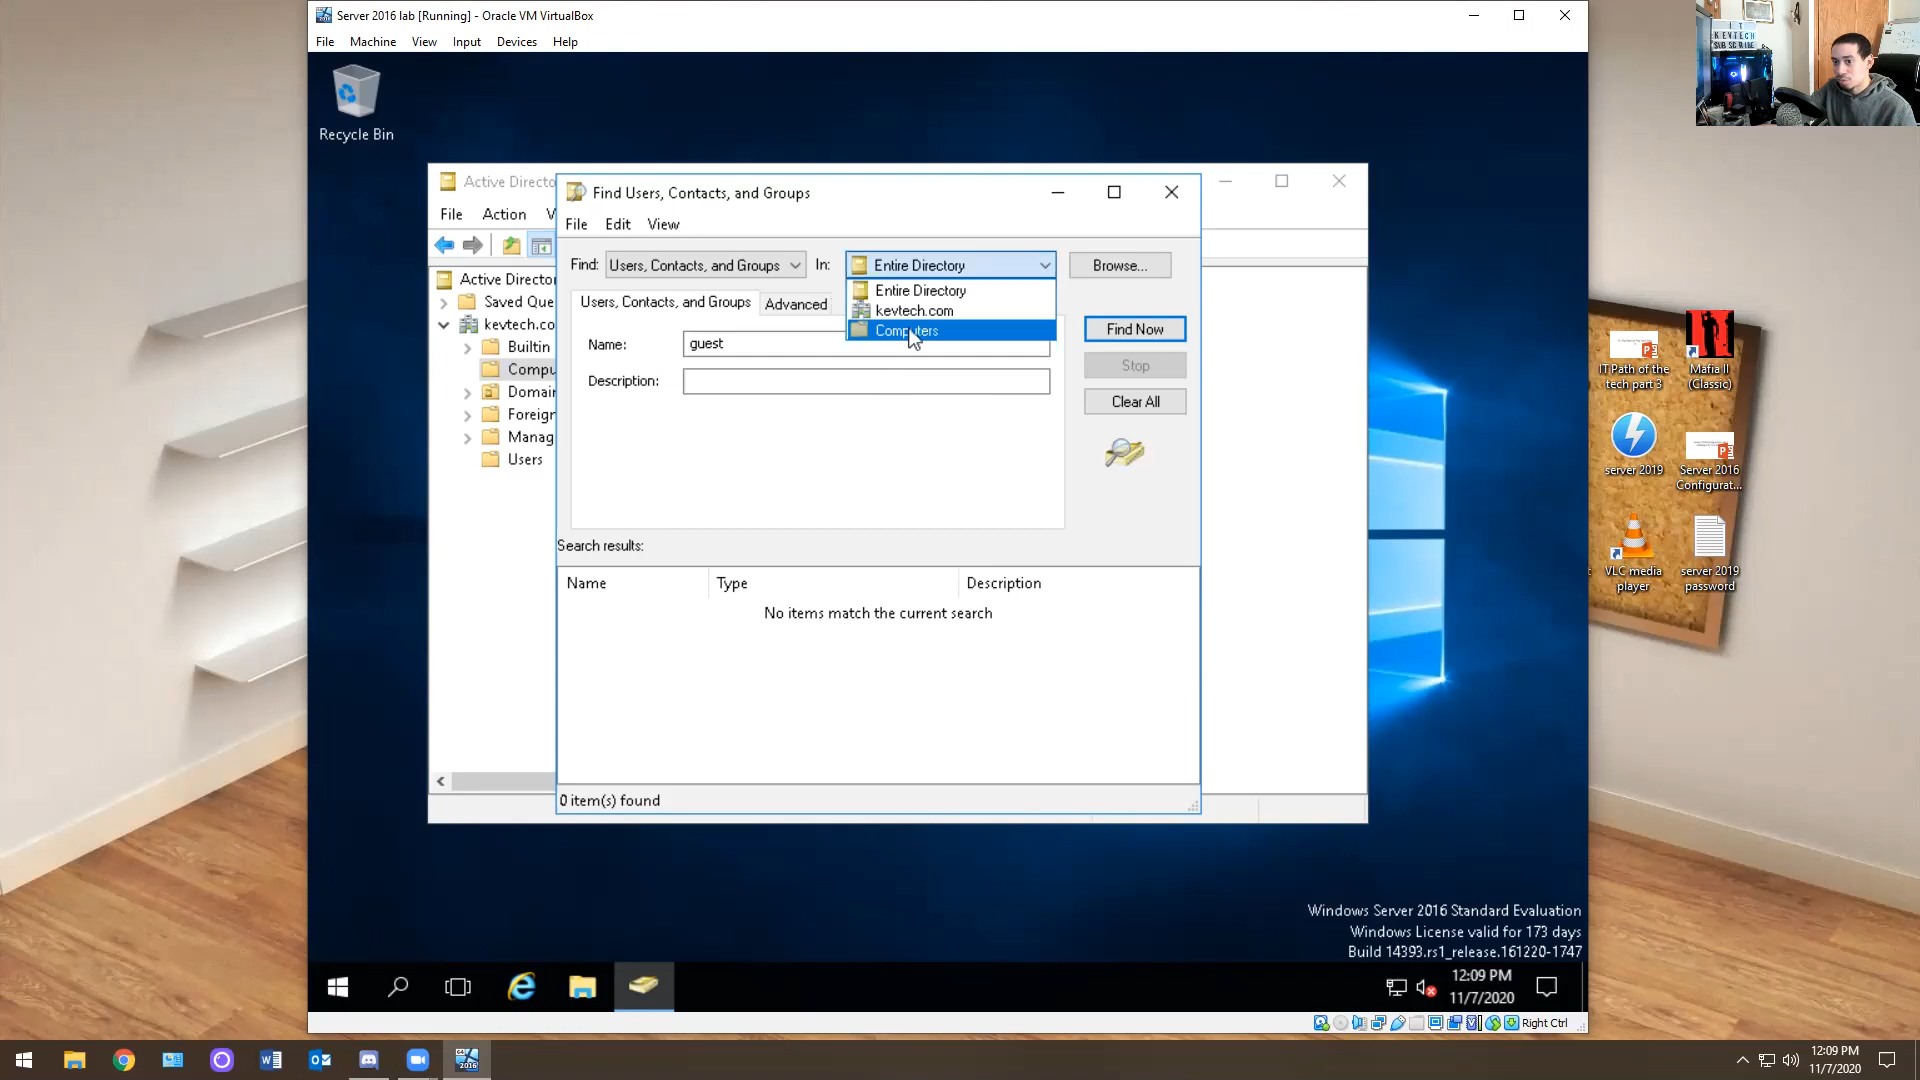 Server 2016 lab [Running] - Oracle VM VirtualBox
File Machine View Input Devices Help
IT
KEVTECH
SUBSCRIBE
Recycle Bin
Active Directo
Find Users, Contacts, and Groups
File Action V
File Edit View
Find: Users, Contacts, and Groups In: Entire Directory Browse...
Active Directo
Entire Directory
Saved Que
Users, Contacts, and Groups Advanced
kevtech.com
kevtech.co
Computers
Find Now
Builtin
Name: guest
Compu
Stop
Description:
Domain
Clear All
Foreign
Manag
Users
Search results:
Name Type Description
No items match the current search
0 item(s) found
IT Path of the tech part 3
Mafia II (Classic)
server 2019
Server 2016 Configurat...
VLC media player
server 2019 password
Windows Server 2016 Standard Evaluation
Windows License valid for 173 days
Build 14393.rs1_release.161220-1747
12:09 PM
11/7/2020
Right Ctrl
2016
12:09 PM
11/7/2020